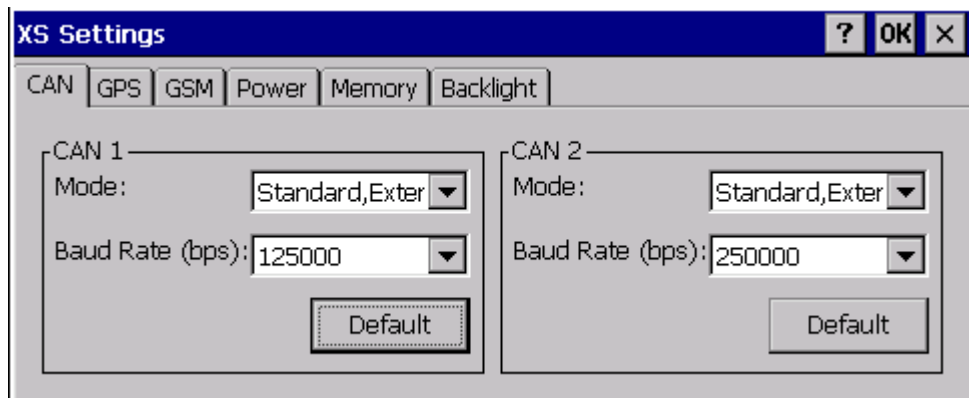 XS Settings ? OK ×
CAN GPS GSM Power Memory Backlight
CAN 1
Mode: Standard,Exter
Baud Rate (bps): 125000
Default
CAN 2
Mode: Standard,Exter
Baud Rate (bps): 250000
Default